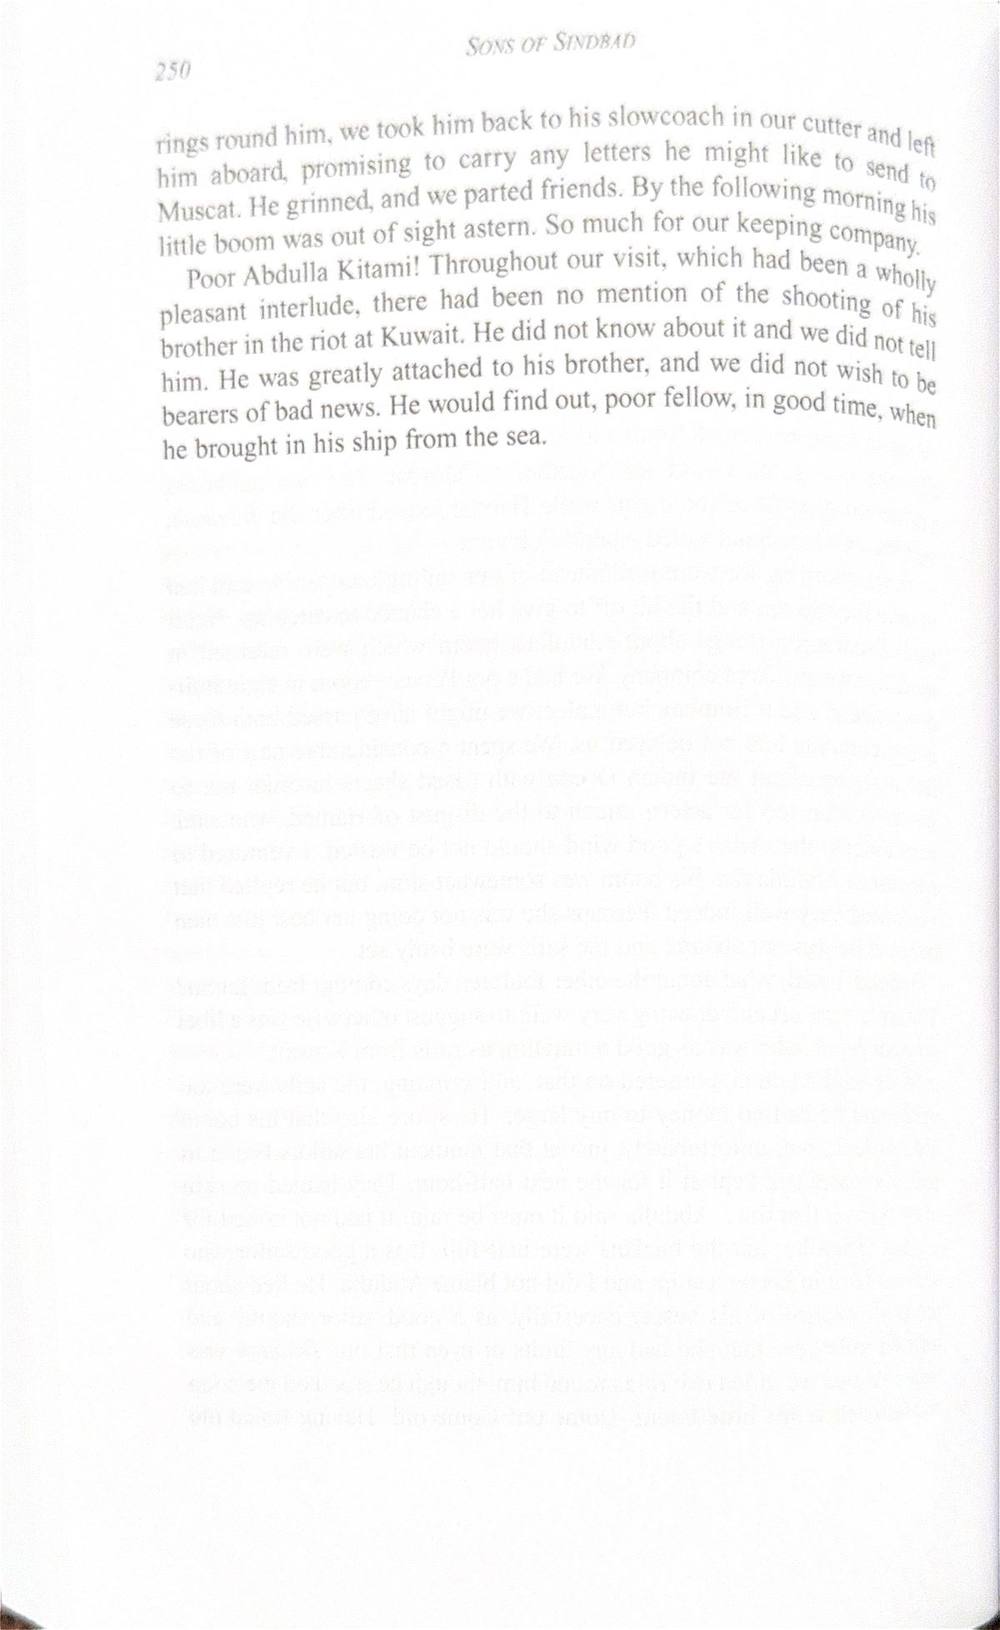 SONS OF SINDBAD
250
rings round him, we took him back to his slowcoach in our cutter and left
him aboard, promising to carry any letters he might like to send to
Muscat. He grinned, and we parted friends. By the following morning his
little boom was out of sight astern. So much for our keeping company.
Poor Abdulla Kitami! Throughout our visit, which had been a wholly
pleasant interlude, there had been no mention of the shooting of his
brother in the riot at Kuwait. He did not know about it and we did not tell
him. He was greatly attached to his brother, and we did not wish to be
bearers of bad news. He would find out, poor fellow, in good time, when
he brought in his ship from the sea.